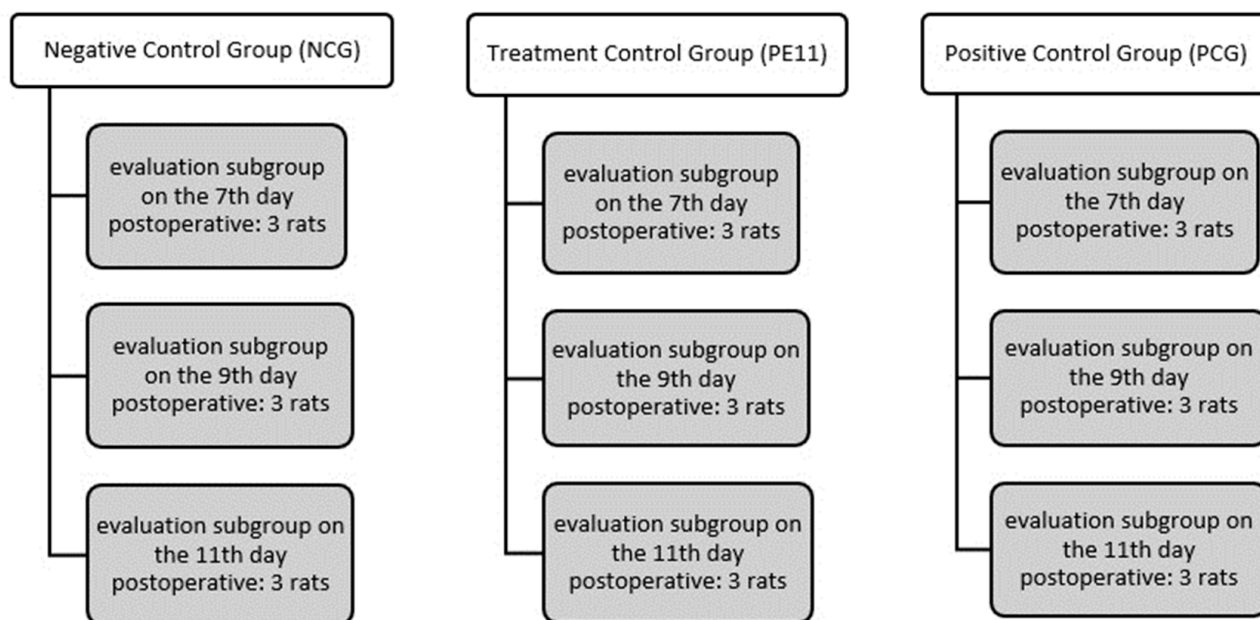 Negative Control Group (NCG)
evaluation subgroup
on the 7th day
postoperative: 3 rats
evaluation subgroup
on the 9th day
postoperative: 3 rats
evaluation subgroup on
the 11th day
postoperative: 3 rats
Treatment Control Group (PE11)
evaluation subgroup
on the 7th day
postoperative: 3 rats
evaluation subgroup on
the 9th day
postoperative: 3 rats
evaluation subgroup on
the 11th day
postoperative: 3 rats
Positive Control Group (PCG)
evaluation subgroup on
the 7th day
postoperative: 3 rats
evaluation subgroup on
the 9th day
postoperative: 3 rats
evaluation subgroup on
the 11th day
postoperative: 3 rats